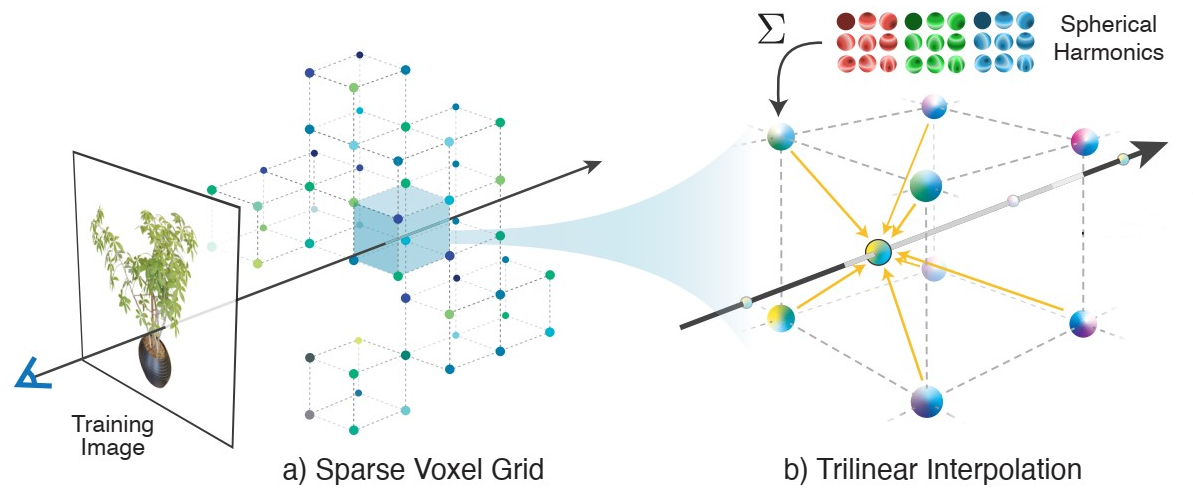 Σ
Spherical
Harmonics
Training
Image
a) Sparse Voxel Grid
b) Trilinear Interpolation